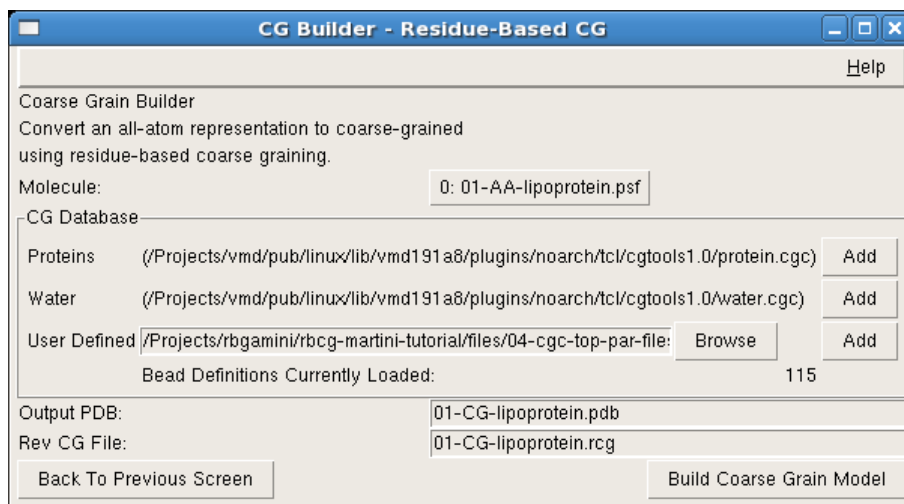 CG Builder - Residue-Based CG
Help
Coarse Grain Builder
Convert an all-atom representation to coarse-grained
using residue-based coarse graining.
Molecule: 0: 01-AA-lipoprotein.psf
CG Database
Proteins (/Projects/vmd/pub/linux/lib/vmd191a8/plugins/noarch/tcl/cgtools1.0/protein.cgc) Add
Water (/Projects/vmd/pub/linux/lib/vmd191a8/plugins/noarch/tcl/cgtools1.0/water.cgc) Add
User Defined /Projects/rbgamini/rbcg-martini-tutorial/files/04-cgc-top-par-file Browse Add
Bead Definitions Currently Loaded: 115
Output PDB: 01-CG-lipoprotein.pdb
Rev CG File: 01-CG-lipoprotein.rcg
Back To Previous Screen Build Coarse Grain Model